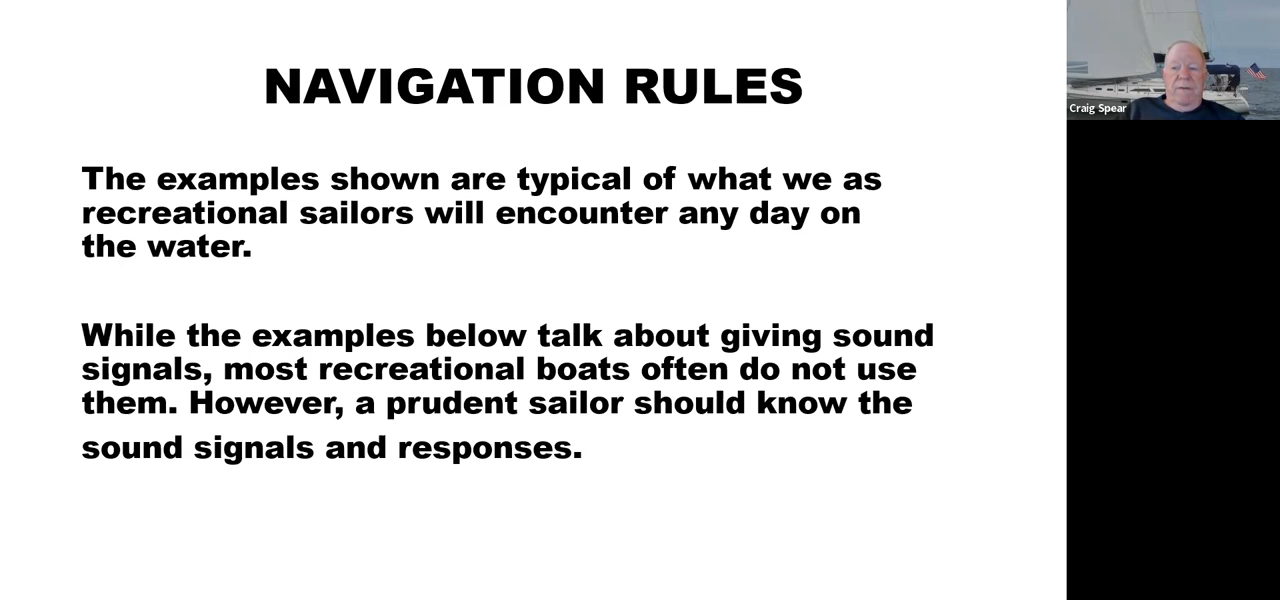 NAVIGATION RULES
The examples shown are typical of what we as
recreational sailors will encounter any day on
the water.
While the examples below talk about giving sound
signals, most recreational boats often do not use
them. However, a prudent sailor should know the
sound signals and responses.
Craig Spear